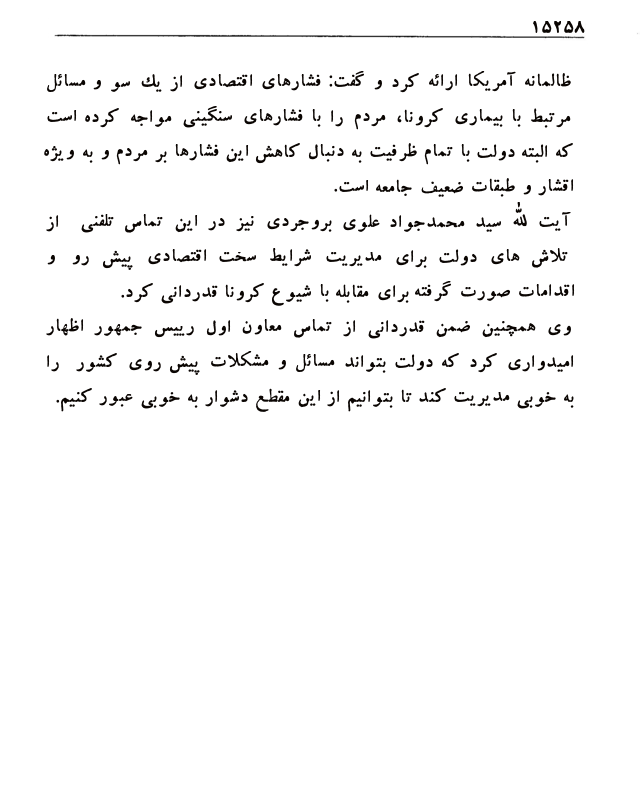 ۱۵۲۵۸
ظالمانه آمریکا ارائه کرد و گفت: فشارهای اقتصادی از یك سو و مسائل
مرتبط با بیماری کرونا، مردم را با فشارهای سنگینی مواجه کرده است
که البته دولت با تمام ظرفیت به دنبال کاهش این فشارها بر مردم و به ویژه
اقشار و طبقات ضعیف جامعه است.
آیت لله سید محمدجواد علوی بروجردی نیز در این تماس تلفنی از
تلاش های دولت برای مدیریت شرایط سخت اقتصادی پیش رو و
اقدامات صورت گرفته برای مقابله با شیوع کرونا قدردانی کرد.
وی همچنین ضمن قدردانی از تماس معاون اول رییس جمهور اظهار
امیدواری کرد که دولت بتواند مسائل و مشکلات پیش روی کشور را
به خوبی مدیریت کند تا بتوانیم از این مقطع دشوار به خوبی عبور کنیم.